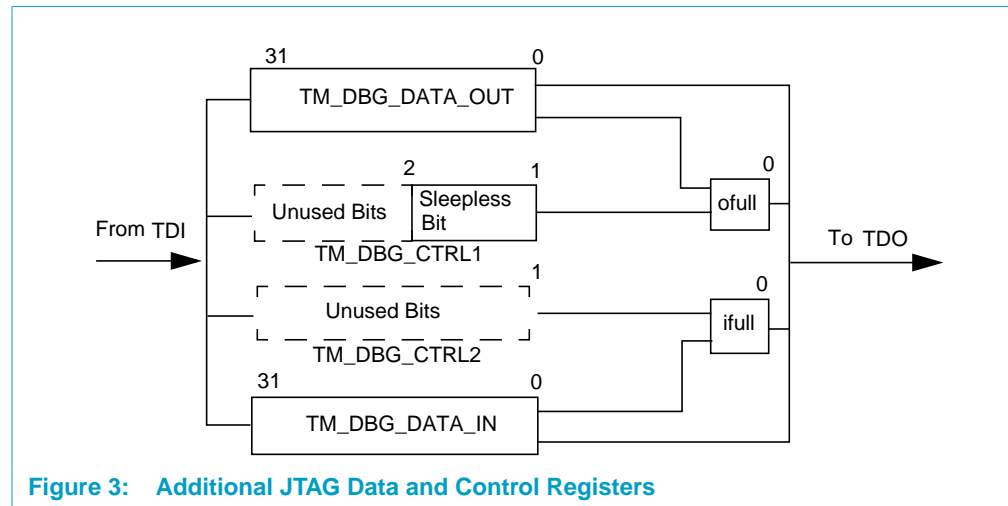 31 0
TM_DBG_DATA_OUT
0
2 1
Unused Bits Sleepless Bit
ofull
TM_DBG_CTRL1
From TDI
To TDO
1 0
Unused Bits
ifull
TM_DBG_CTRL2
31 0
TM_DBG_DATA_IN
Figure 3: Additional JTAG Data and Control Registers